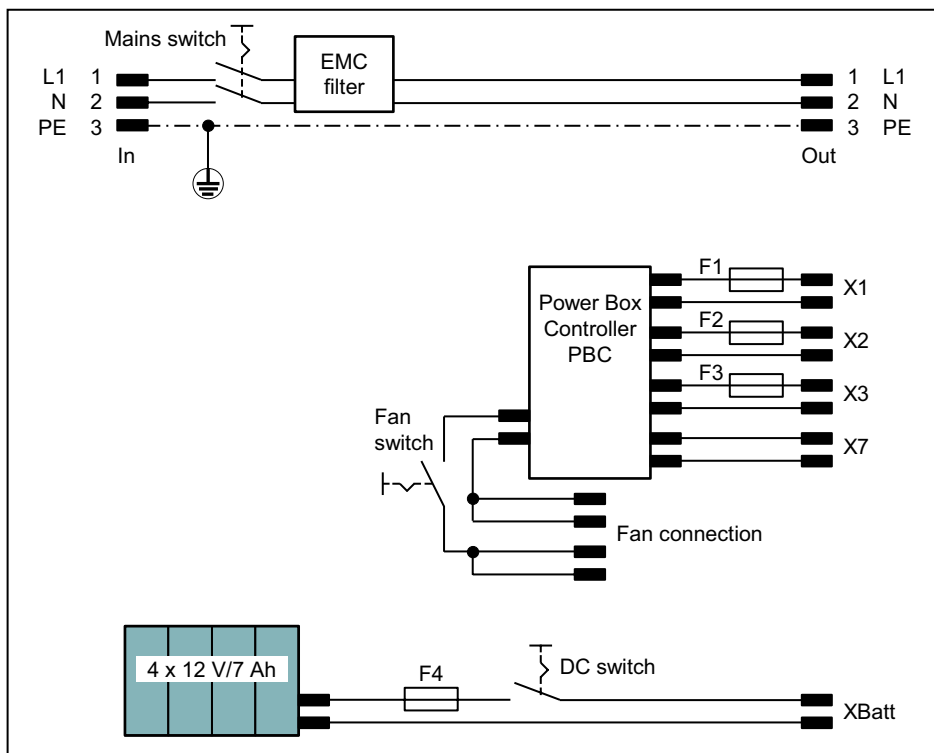 Mains switch
EMC
filter
L1 1
1 L1
N 2
2 N
PE 3
3 PE
In
Out
F1
X1
Power Box
Controller
PBC
F2
X2
F3
X3
Fan
switch
X7
Fan connection
4 x 12 V/7 Ah
F4
DC switch
XBatt